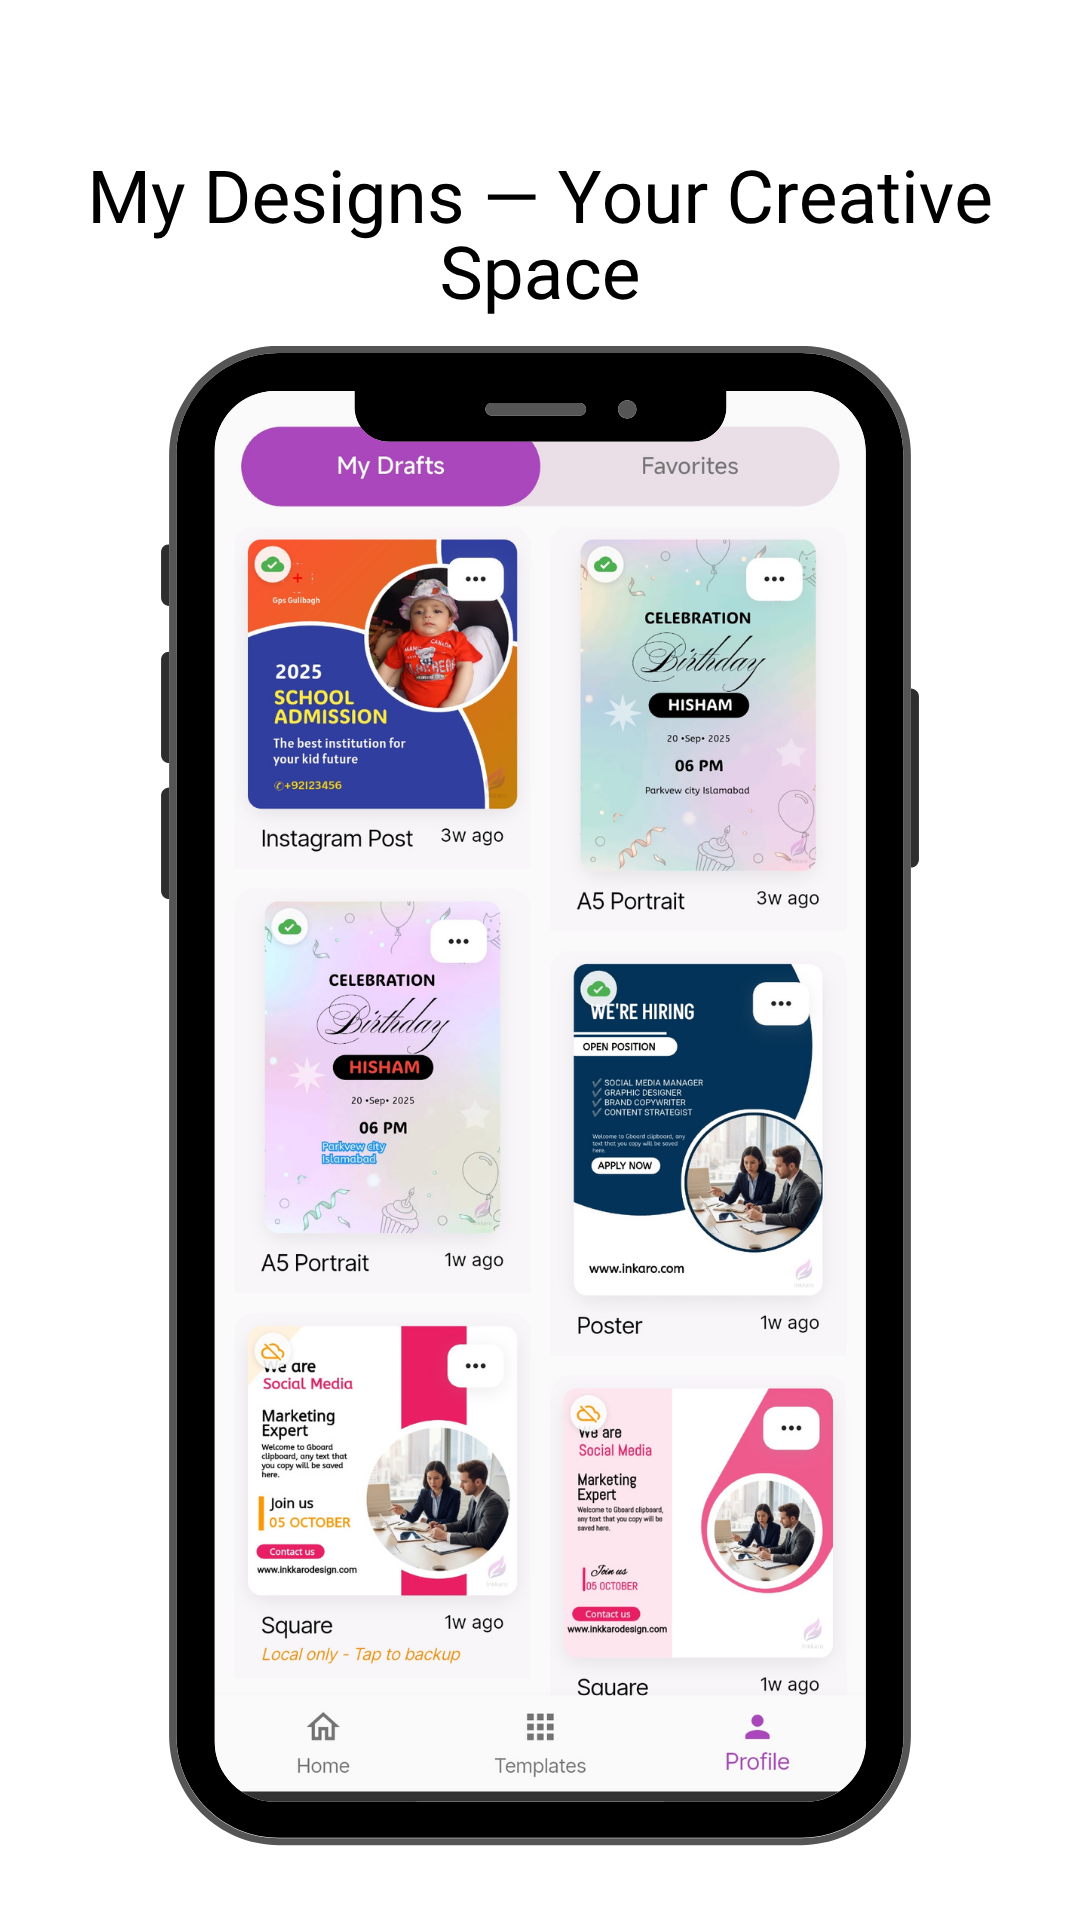 My Designs — Your Creative
Space
My Drafts
Favorites
Gps Gulibagh
2025
SCHOOL
ADMISSION
The best institution for
your kid future
✆+92123456
Instagram Post
3w ago
CELEBRATION
Birthday
HISHAM
20 •Sep• 2025
06 PM
Parkvew city Islamabad
A5 Portrait
3w ago
CELEBRATION
Birthday
HISHAM
20 •Sep• 2025
06 PM
Parkvew city
Islamabad
A5 Portrait
1w ago
WE'RE HIRING
OPEN POSITION
✓ SOCIAL MEDIA MANAGER
✓ GRAPHIC DESIGNER
✓ BRAND COPYWRITER
✓ CONTENT STRATEGIST
Welcome to Gboard clipboard, any
text that you copy will be saved
here.
APPLY NOW
www.inkaro.com
Poster
1w ago
We are
Social Media
Marketing
Expert
Welcome to Gboard
clipboard, any text that
you copy will be saved
here.
Join us
05 OCTOBER
Contact us
www.inkkarodesign.com
Square
1w ago
Local only - Tap to backup
We are
Social Media
Marketing
Expert
Welcome to Gboard clipboard,
any text that you copy will be
saved here.
Join us
05 OCTOBER
Contact us
www.inkkarodesign.com
Square
1w ago
Home
Templates
Profile